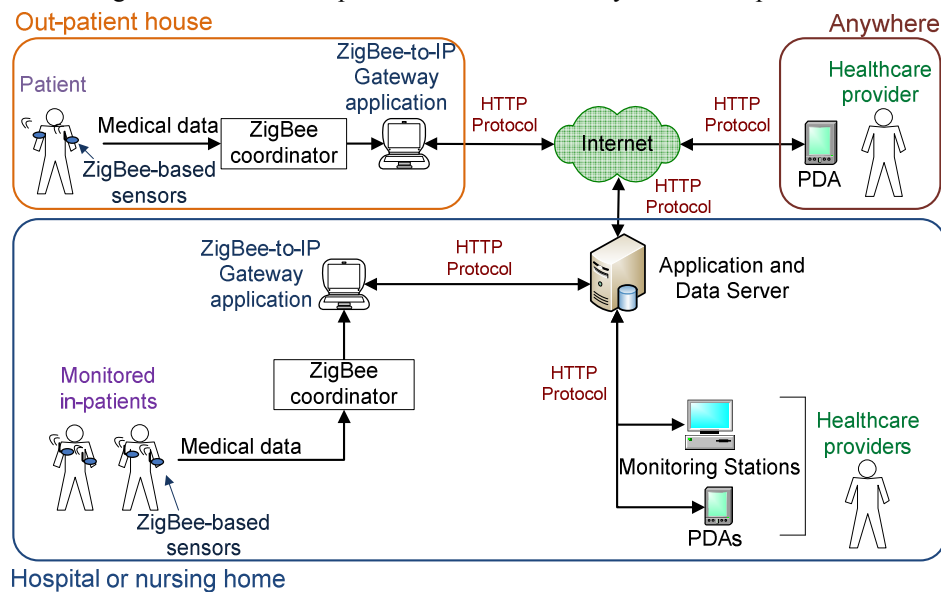 Out-patient house
Anywhere
ZigBee-to-IP
Gateway
application
Patient
Medical data
ZigBee
coordinator
ZigBee-based
sensors
HTTP
Protocol
Internet
HTTP
Protocol
Healthcare
provider
PDA
HTTP
Protocol
ZigBee-to-IP
Gateway
application
HTTP
Protocol
Application and
Data Server
ZigBee
coordinator
Monitored
in-patients
Medical data
ZigBee-based
sensors
HTTP
Protocol
Monitoring Stations
PDAs
Healthcare
providers
Hospital or nursing home